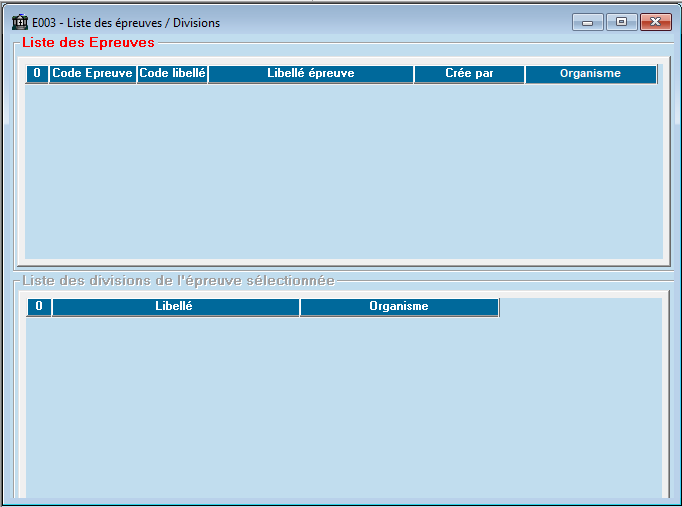 E003 - Liste des épreuves / Divisions
Liste des Epreuves
0 Code Epreuve Code libellé Libellé épreuve Crée par Organisme
Liste des divisions de l'épreuve sélectionnée
0 Libellé Organisme